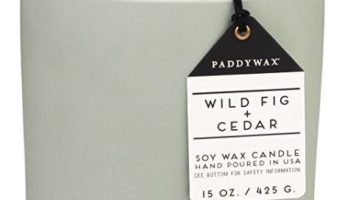 PADDYWAX®
WILD FIG
+
CEDAR
SOY WAX CANDLE
HAND POURED IN USA
SEE BOTTOM FOR SAFETY INFORMATION
15 OZ. / 425 G.